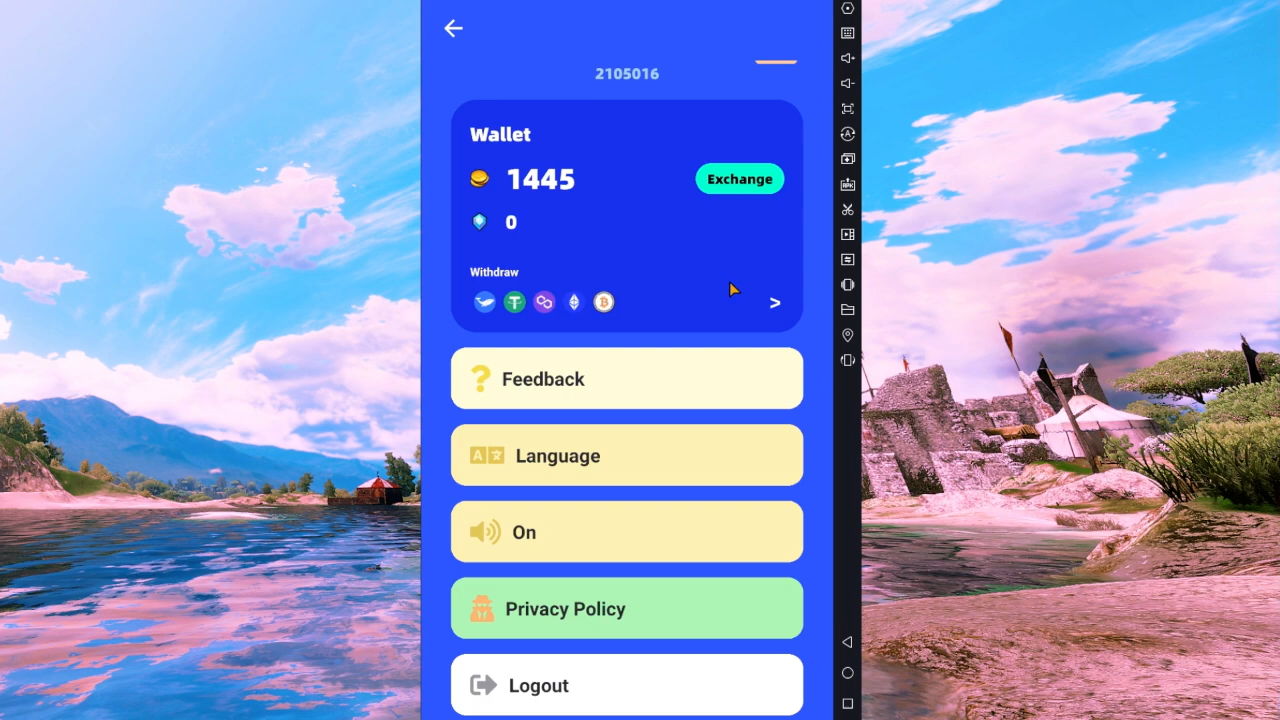 2105016
Wallet
1445
Exchange
0
Withdraw
>
Feedback
Language
On
Privacy Policy
Logout